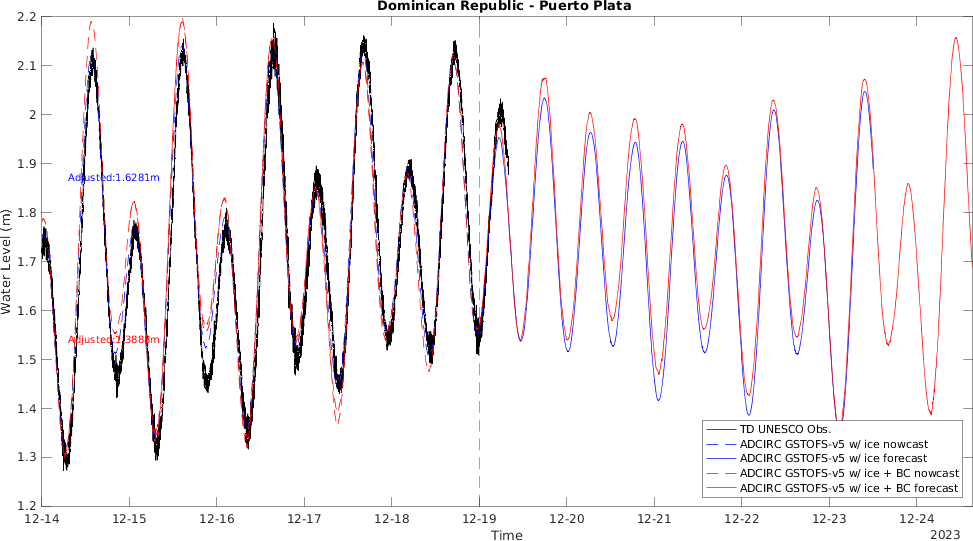 Dominican Republic - Puerto Plata
2.2
2.1
2
1.9
1.8
1.7
1.6
1.5
1.4
1.3
1.2
Water Level (m)
Adjusted:1.6281m
TD UNESCO Obs.
ADCIRC GSTOFS-v5 w/ ice nowcast
ADCIRC GSTOFS-v5 w/ ice forecast
ADCIRC GSTOFS-v5 w/ ice + BC nowcast
ADCIRC GSTOFS-v5 w/ ice + BC forecast
12-14 12-15 12-16 12-17 12-18 12-19 12-20 12-21 12-22 12-23 12-24
Time
2023